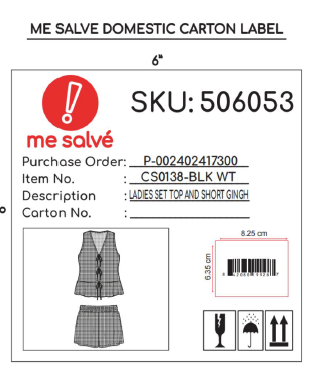 ME SALVE DOMESTIC CARTON LABEL
6"
SKU: 506053
me salvé
Purchase Order: P-002402417300
Item No. : CS0138-BLK WT
Description : LADIES SET TOP AND SHORT GINGH
Carton No. :
8.25 cm
6.35 cm